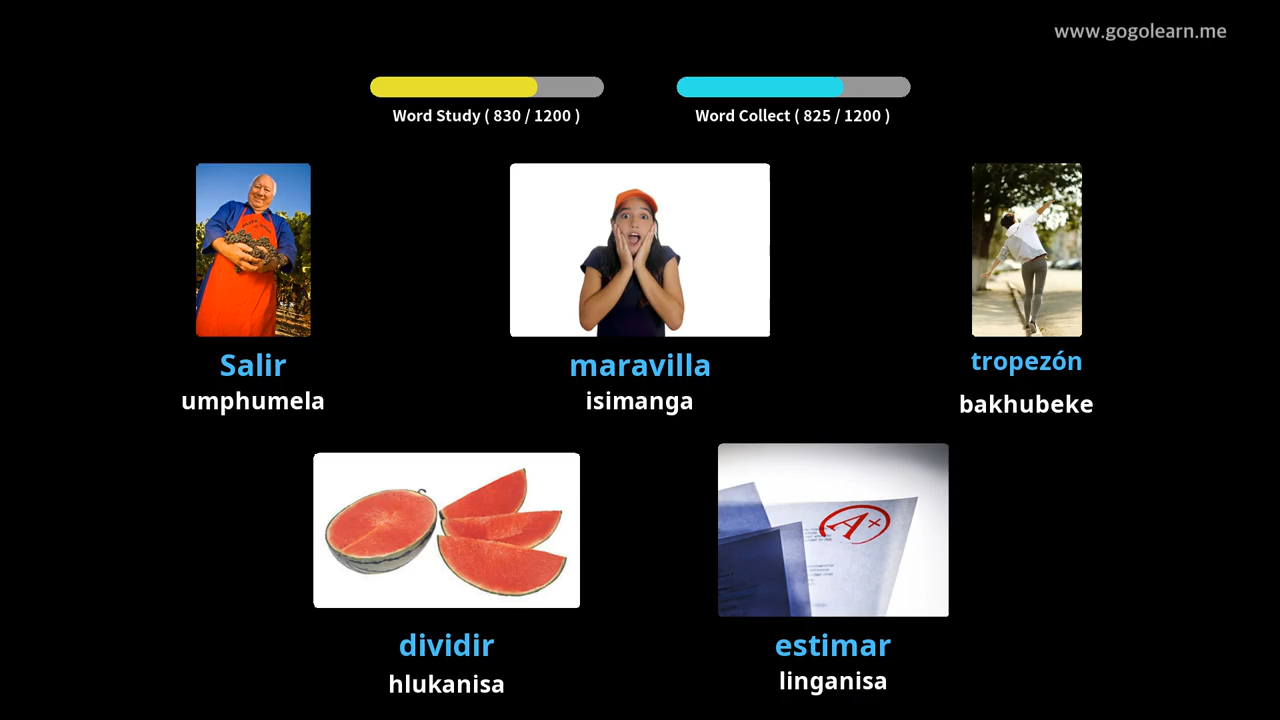 www.gogolearn.me
Word Study ( 830 / 1200 )
Word Collect ( 825 / 1200 )
Salir
umphumela
maravilla
isimanga
tropezón
bakhubeke
A+
dividir
hlukanisa
estimar
linganisa